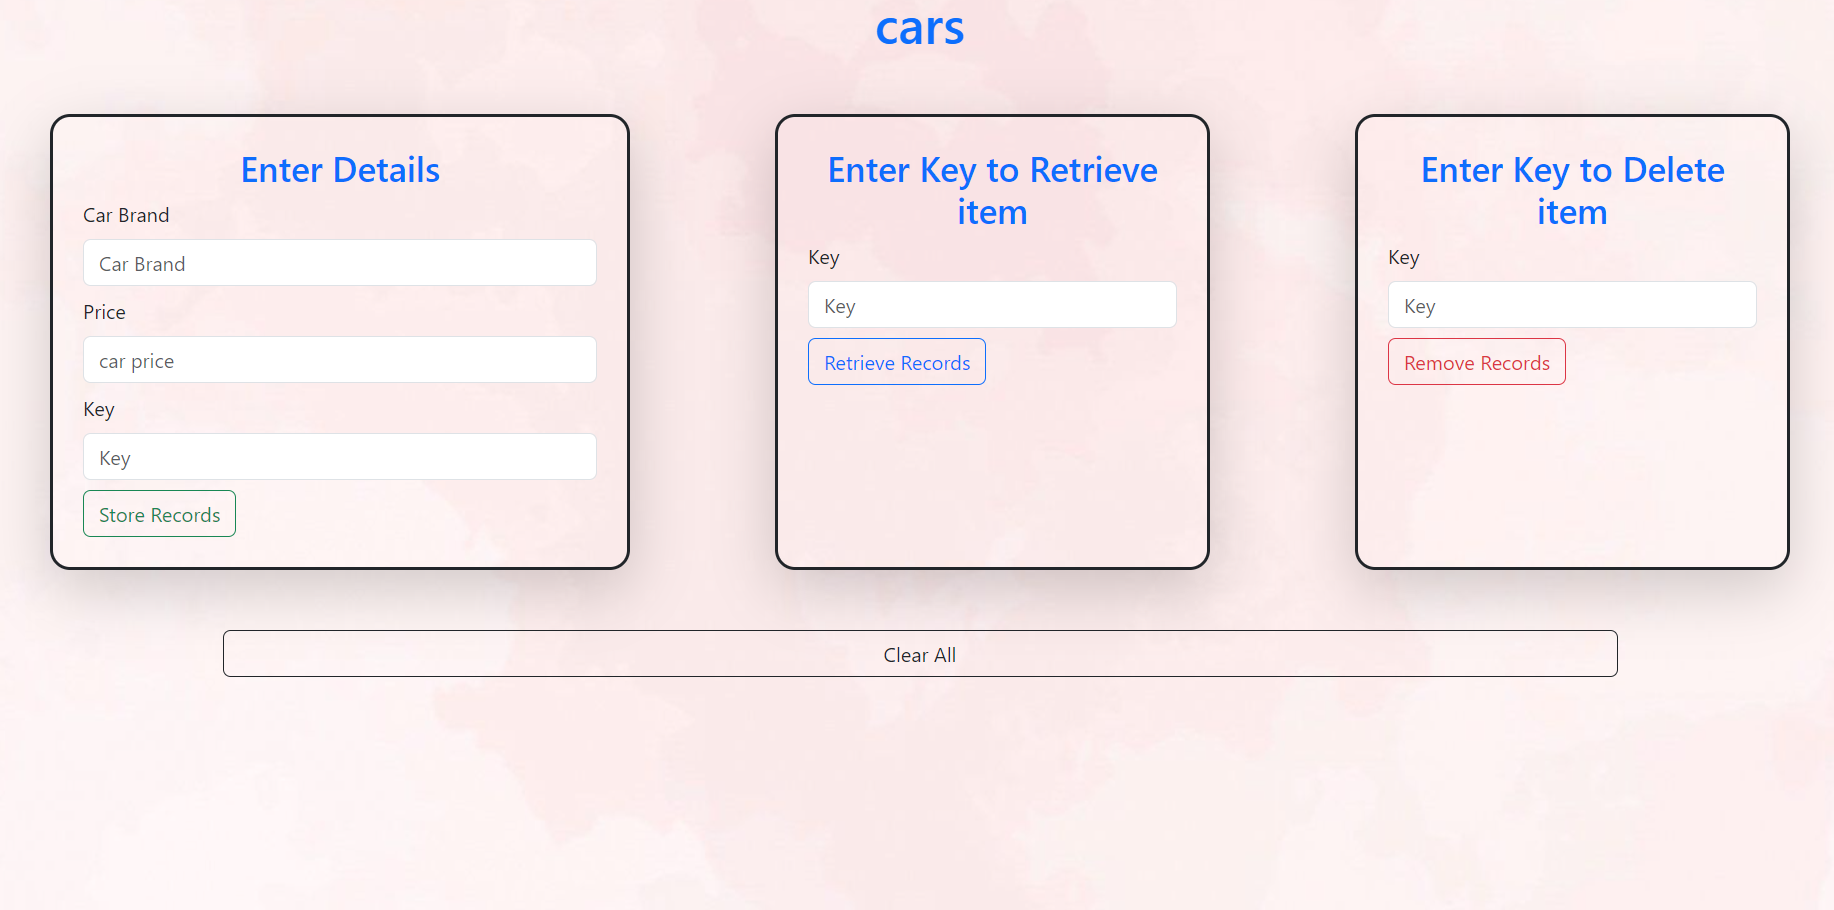 cars
Enter Details
Car Brand
Car Brand
Price
car price
Key
Key
Store Records
Enter Key to Retrieve
item
Key
Key
Retrieve Records
Enter Key to Delete
item
Key
Key
Remove Records
Clear All